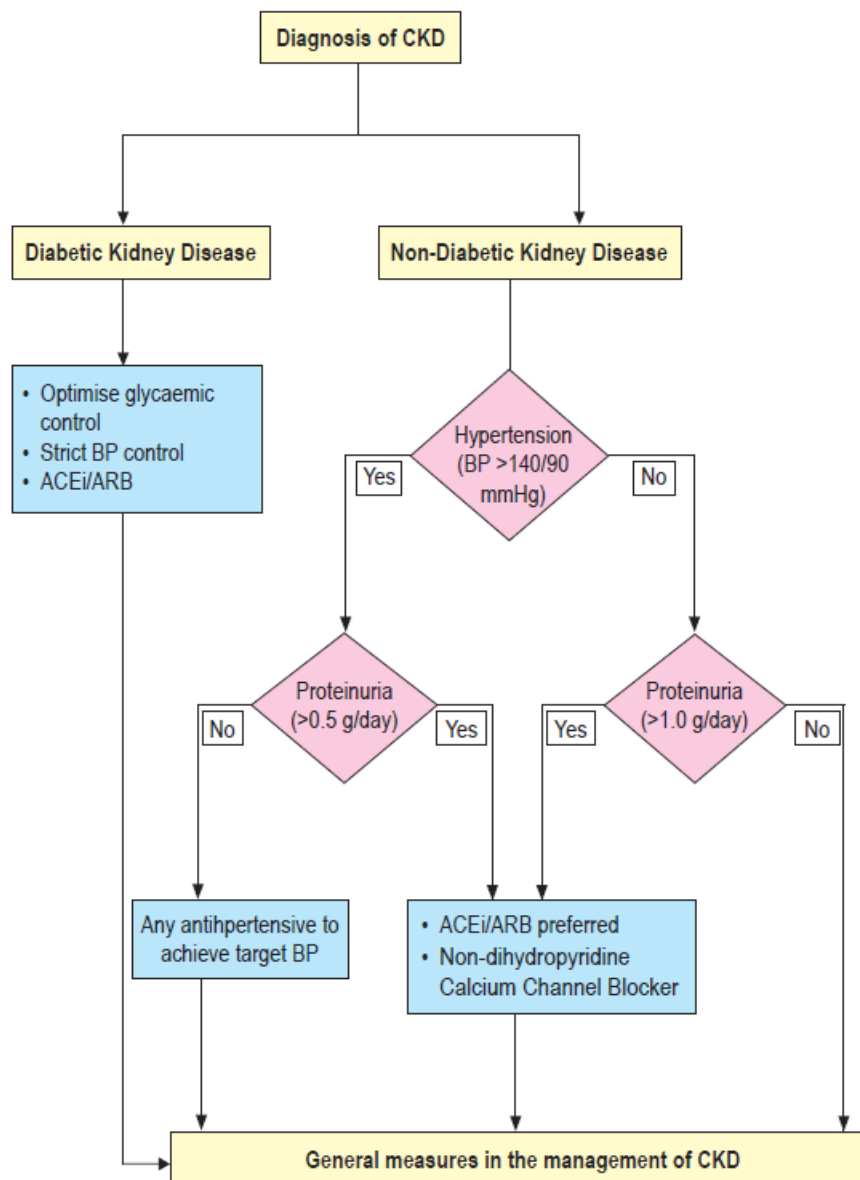 Diagnosis of CKD
Diabetic Kidney Disease
Non-Diabetic Kidney Disease
• Optimise glycaemic
control
• Strict BP control
• ACEi/ARB
Hypertension
(BP >140/90
mmHg)
Yes
No
Proteinuria
(>0.5 g/day)
No
Yes
Proteinuria
(>1.0 g/day)
Yes
No
Any antihpertensive to
achieve target BP
• ACEi/ARB preferred
• Non-dihydropyridine
Calcium Channel Blocker
General measures in the management of CKD